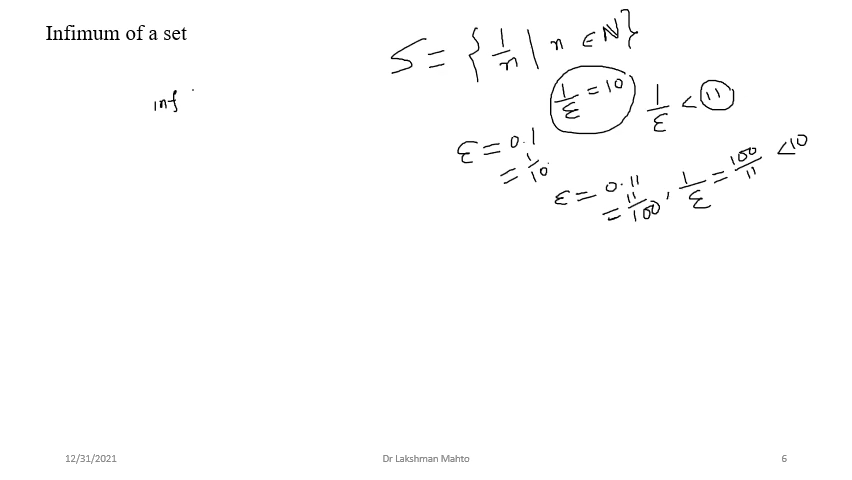 Infimum of a set
S = { 1/n | n ∈ N }
inf
1/ε = 10
1/ε < 11
ε = 0.1
= 1/10
ε = 0.11
= 11/100, 1/ε = 100/11 < 10
12/31/2021
Dr Lakshman Mahto
6